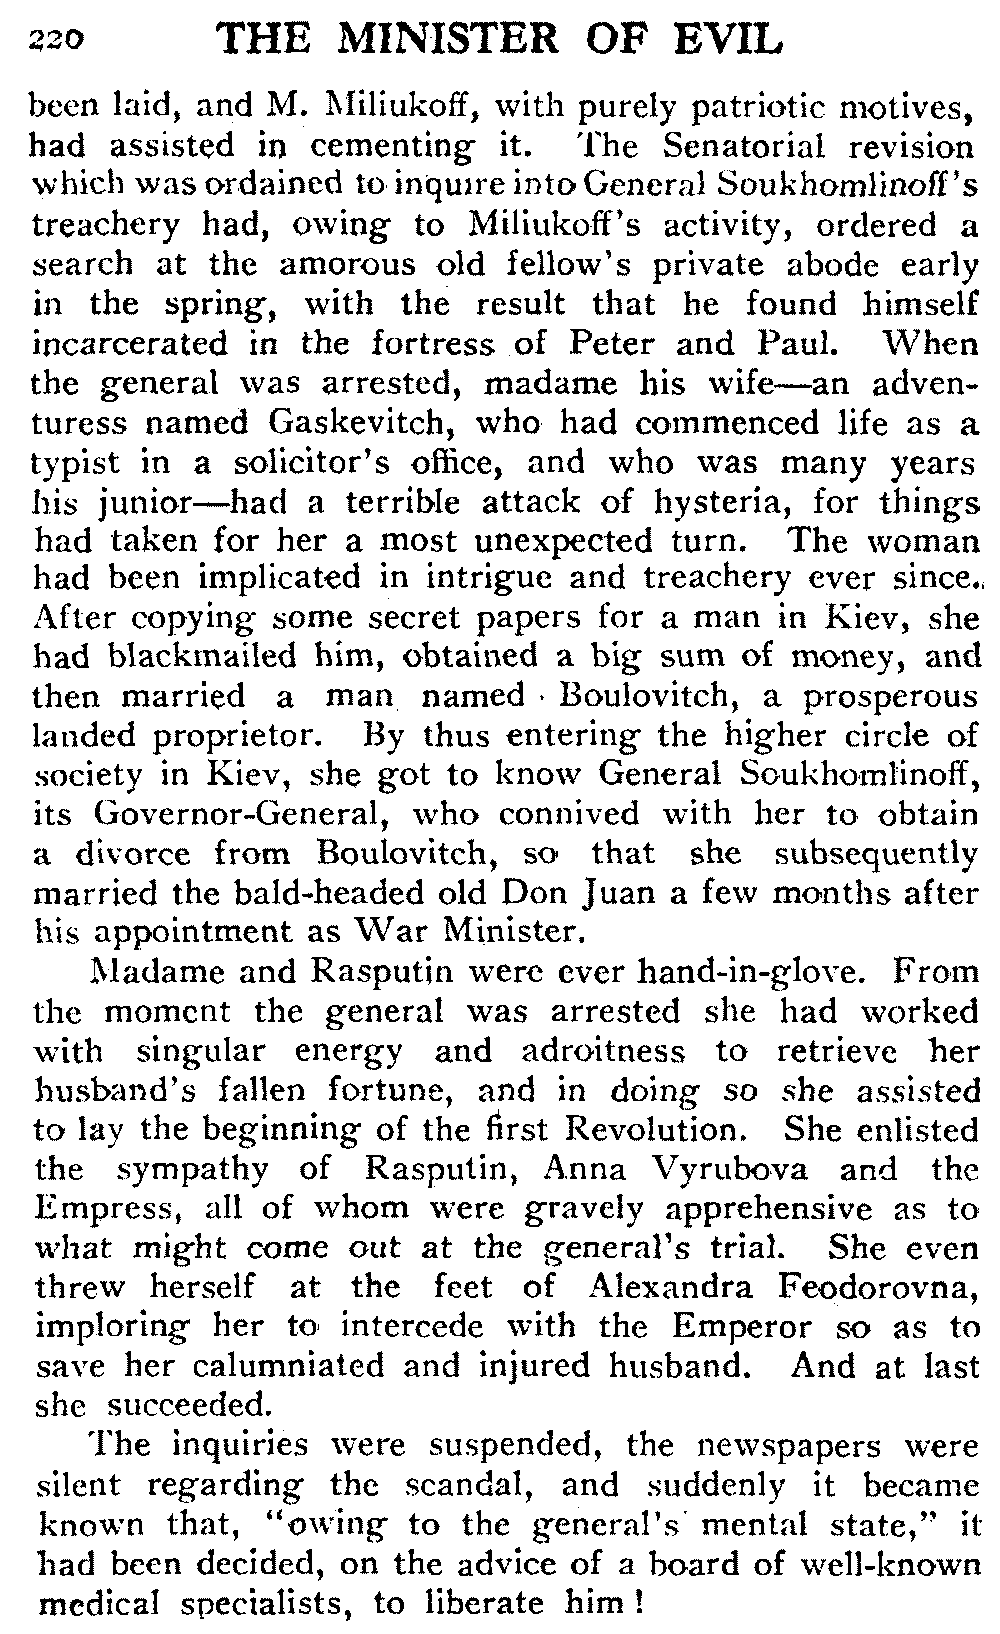 220 THE MINISTER OF EVIL
been laid, and M. Miliukoff, with purely patriotic motives,
had assisted in cementing it. The Senatorial revision
which was ordained to inquire into General Soukhomlinoff's
treachery had, owing to Miliukoff's activity, ordered a
search at the amorous old fellow's private abode early
in the spring, with the result that he found himself
incarcerated in the fortress of Peter and Paul. When
the general was arrested, madame his wife—an adven-
turess named Gaskevitch, who had commenced life as a
typist in a solicitor's office, and who was many years
his junior—had a terrible attack of hysteria, for things
had taken for her a most unexpected turn. The woman
had been implicated in intrigue and treachery ever since.
After copying some secret papers for a man in Kiev, she
had blackmailed him, obtained a big sum of money, and
then married a man named Boulovitch, a prosperous
landed proprietor. By thus entering the higher circle of
society in Kiev, she got to know General Soukhomlinoff,
its Governor-General, who connived with her to obtain
a divorce from Boulovitch, so that she subsequently
married the bald-headed old Don Juan a few months after
his appointment as War Minister.
Madame and Rasputin were ever hand-in-glove. From
the moment the general was arrested she had worked
with singular energy and adroitness to retrieve her
husband's fallen fortune, and in doing so she assisted
to lay the beginning of the first Revolution. She enlisted
the sympathy of Rasputin, Anna Vyrubova and the
Empress, all of whom were gravely apprehensive as to
what might come out at the general's trial. She even
threw herself at the feet of Alexandra Feodorovna,
imploring her to intercede with the Emperor so as to
save her calumniated and injured husband. And at last
she succeeded.
The inquiries were suspended, the newspapers were
silent regarding the scandal, and suddenly it became
known that, "owing to the general's mental state," it
had been decided, on the advice of a board of well-known
medical specialists, to liberate him!